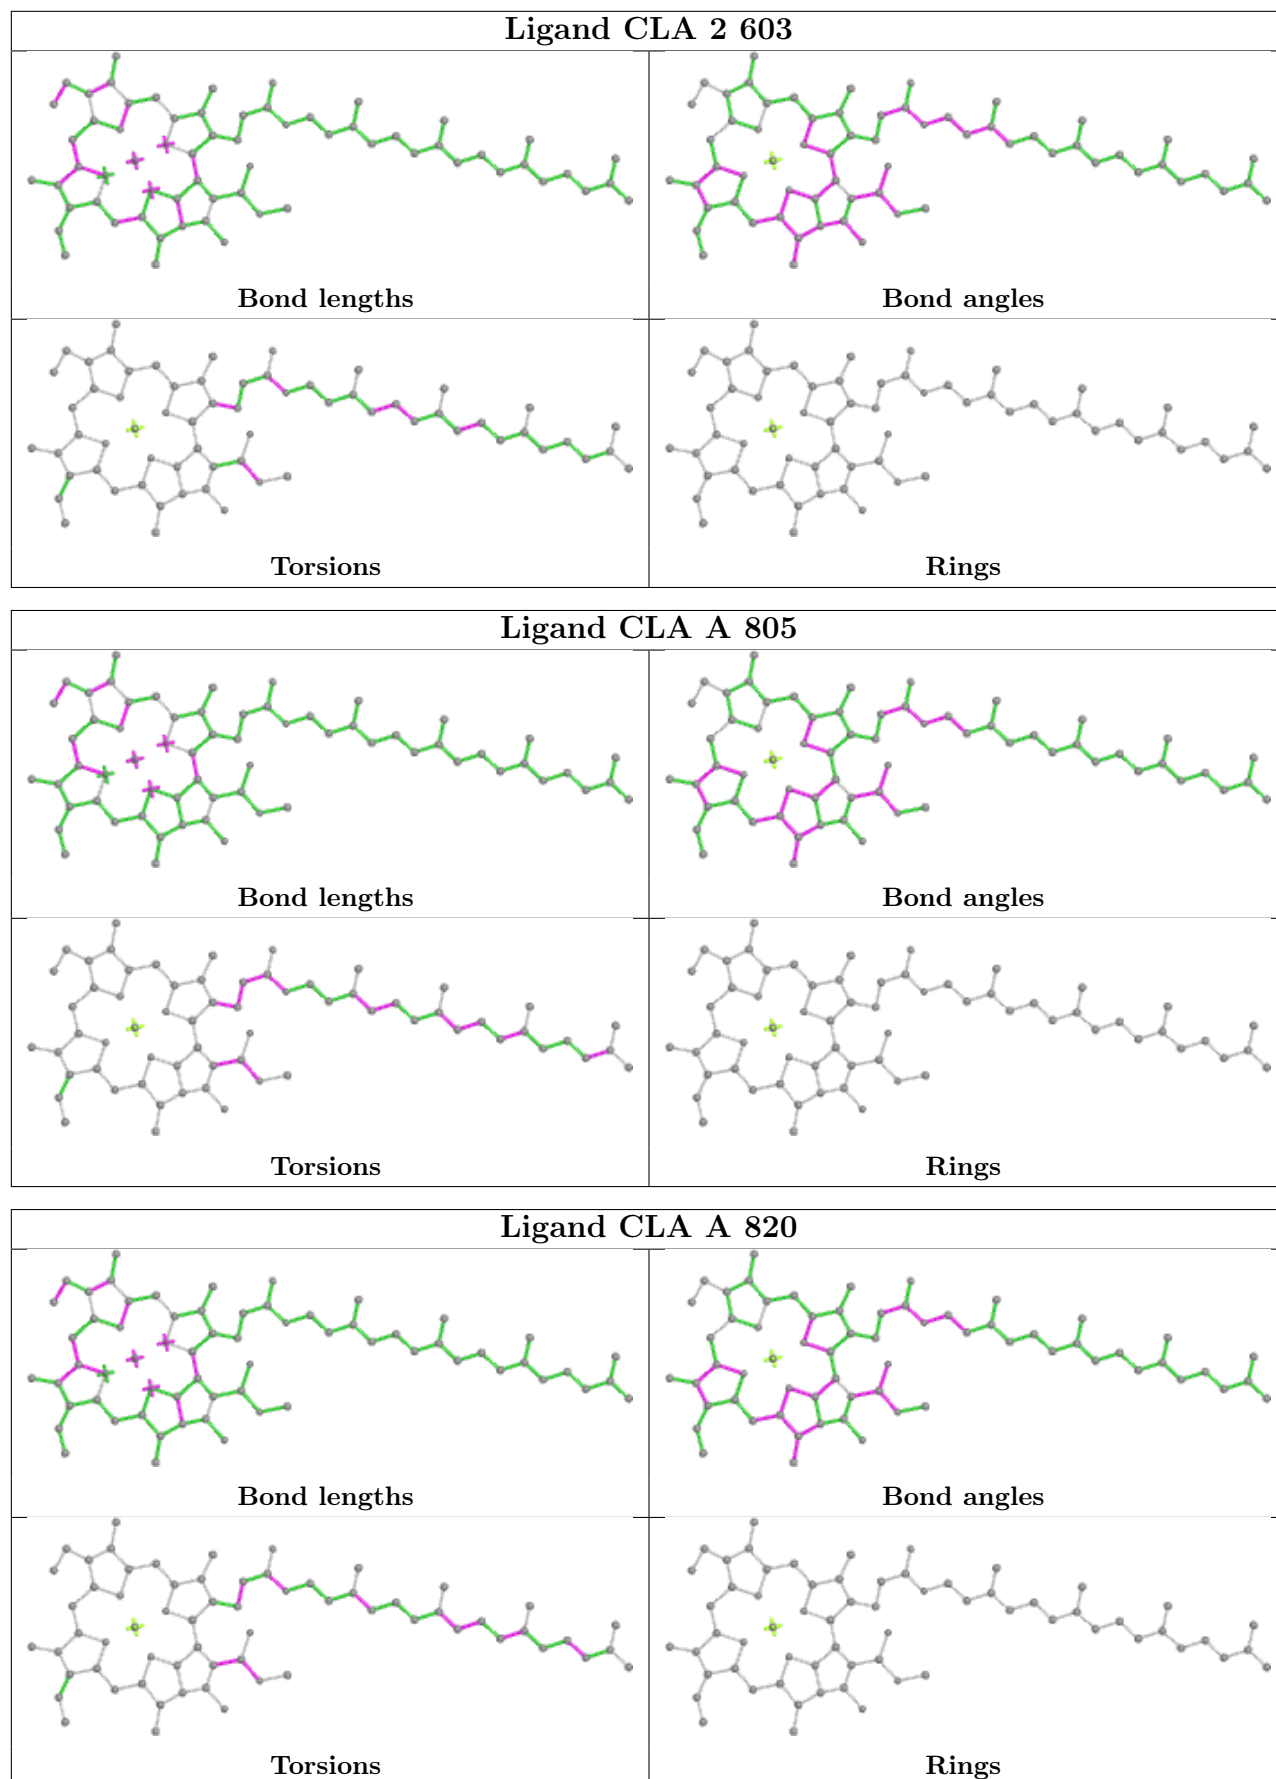 Ligand CLA 2 603
Bond lengths
Bond angles
Torsions
Rings
Ligand CLA A 805
Bond lengths
Bond angles
Torsions
Rings
Ligand CLA A 820
Bond lengths
Bond angles
Torsions
Rings